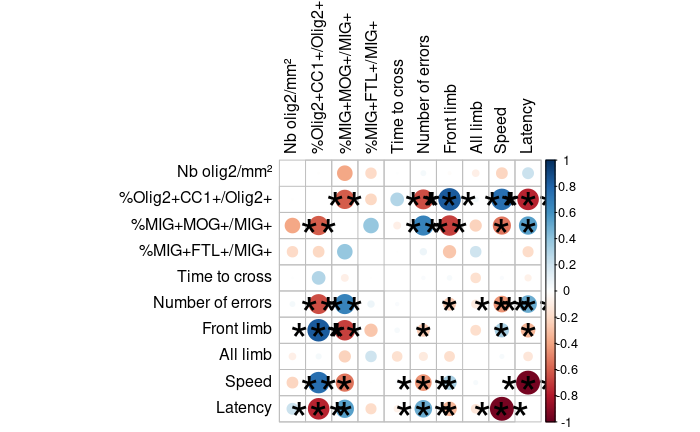 Nb olig2/mm²
%Olig2+CC1+/Olig2+
%MIG+MOG+/MIG+
%MIG+FTL+/MIG+
Time to cross
Number of errors
Front limb
All limb
Speed
Latency
Nb olig2/mm²
%Olig2+CC1+/Olig2+
%MIG+MOG+/MIG+
%MIG+FTL+/MIG+
Time to cross
Number of errors
Front limb
All limb
Speed
Latency
1
0.8
0.6
0.4
0.2
0
-0.2
-0.4
-0.6
-0.8
-1